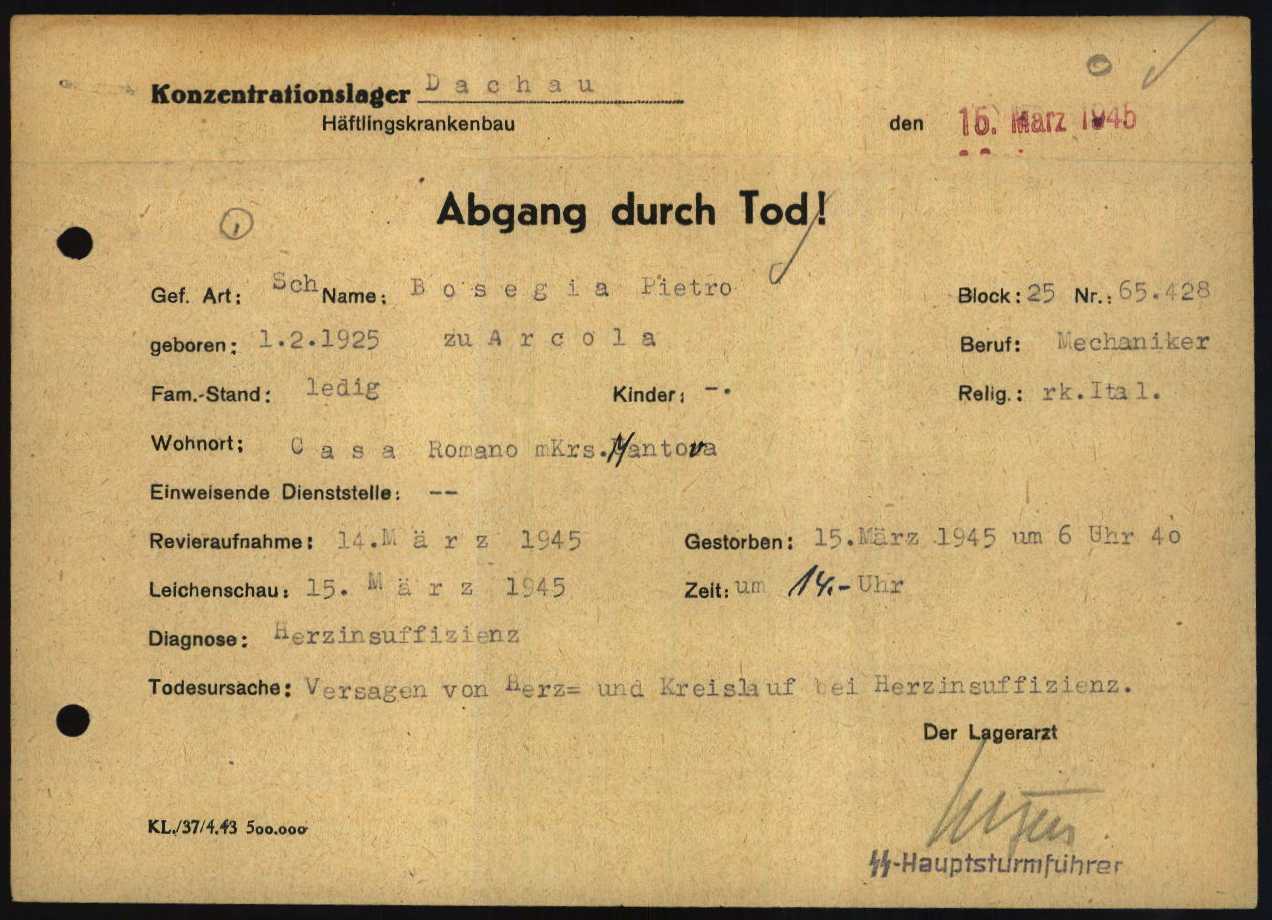 Konzentrationslager Dachau
Häftlingskrankenbau
den 15. März 1945
Abgang durch Tod!
Gef. Art: Sch Name: Bosegia Pietro Block: 25 Nr.: 65.428
geboren: 1.2.1925 zu Arcola Beruf: Mechaniker
Fam.-Stand: ledig Kinder: -. Relig.: rk.Ital.
Wohnort: Casa Romano mKrs.Mantova
Einweisende Dienststelle: --
Revieraufnahme: 14.März 1945 Gestorben: 15.März 1945 um 6 Uhr 40
Leichenschau: 15. März 1945 Zeit: um 14.- Uhr
Diagnose: Herzinsuffizienz
Todesursache: Versagen von Herz= und Kreislauf bei Herzinsuffizienz.
Der Lagerarzt
KL./37/4.43 500.000
SS-Hauptsturmführer